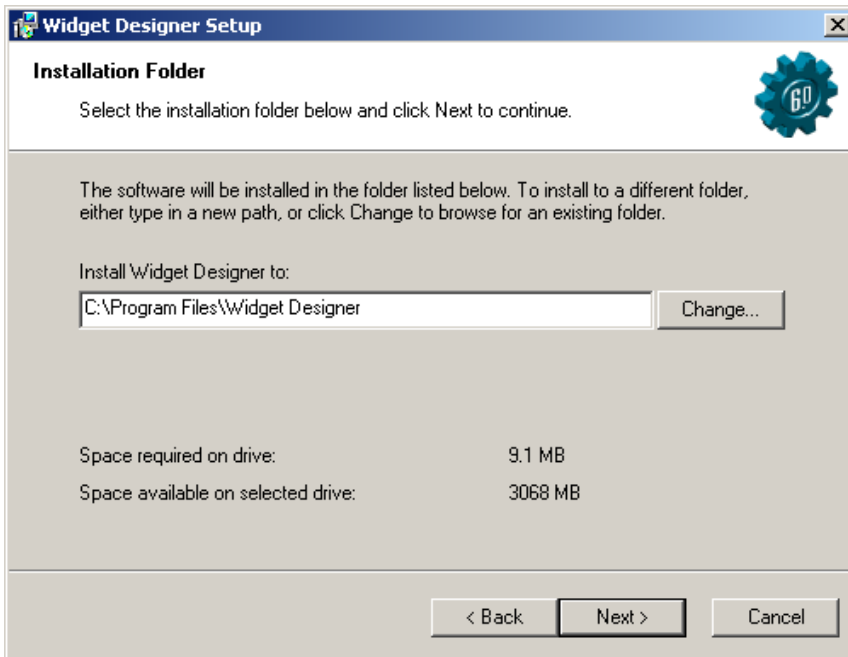 Widget Designer Setup
Installation Folder
Select the installation folder below and click Next to continue.
6.0
The software will be installed in the folder listed below. To install to a different folder,
either type in a new path, or click Change to browse for an existing folder.
Install Widget Designer to:
C:\Program Files\Widget Designer
Change...
Space required on drive: 9.1 MB
Space available on selected drive: 3068 MB
< Back Next > Cancel